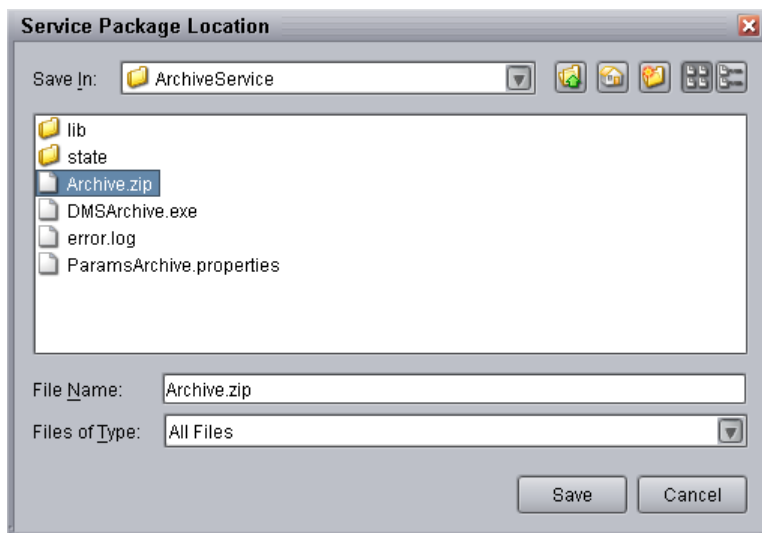 Service Package Location
Save In: ArchiveService
lib
state
Archive.zip
DMSArchive.exe
error.log
ParamsArchive.properties
File Name: Archive.zip
Files of Type: All Files
Save Cancel